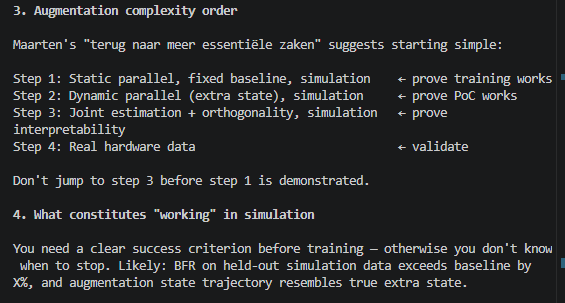 3. Augmentation complexity order
Maarten's "terug naar meer essentiële zaken" suggests starting simple:
Step 1: Static parallel, fixed baseline, simulation ← prove training works
Step 2: Dynamic parallel (extra state), simulation ← prove PoC works
Step 3: Joint estimation + orthogonality, simulation ← prove
interpretability
Step 4: Real hardware data ← validate
Don't jump to step 3 before step 1 is demonstrated.
4. What constitutes "working" in simulation
You need a clear success criterion before training — otherwise you don't know
when to stop. Likely: BFR on held-out simulation data exceeds baseline by
X%, and augmentation state trajectory resembles true extra state.